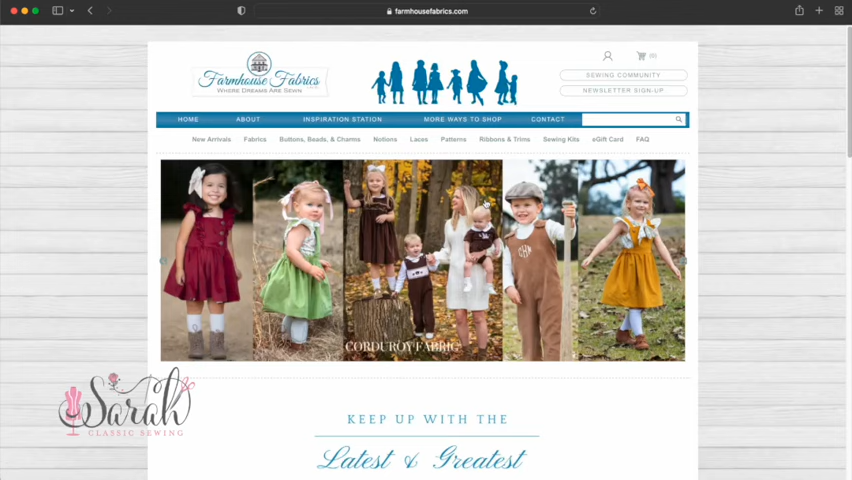 farmhousefabrics.com
Farmhouse Fabrics
WHERE DREAMS ARE SEWN
(0)
SEWING COMMUNITY
NEWSLETTER SIGN-UP
HOME ABOUT INSPIRATION STATION MORE WAYS TO SHOP CONTACT
New Arrivals Fabrics Buttons, Beads, & Charms Notions Laces Patterns Ribbons & Trims Sewing Kits eGift Card FAQ
CORDUROY FABRIC
Sarah
CLASSIC SEWING
KEEP UP WITH THE
Latest & Greatest